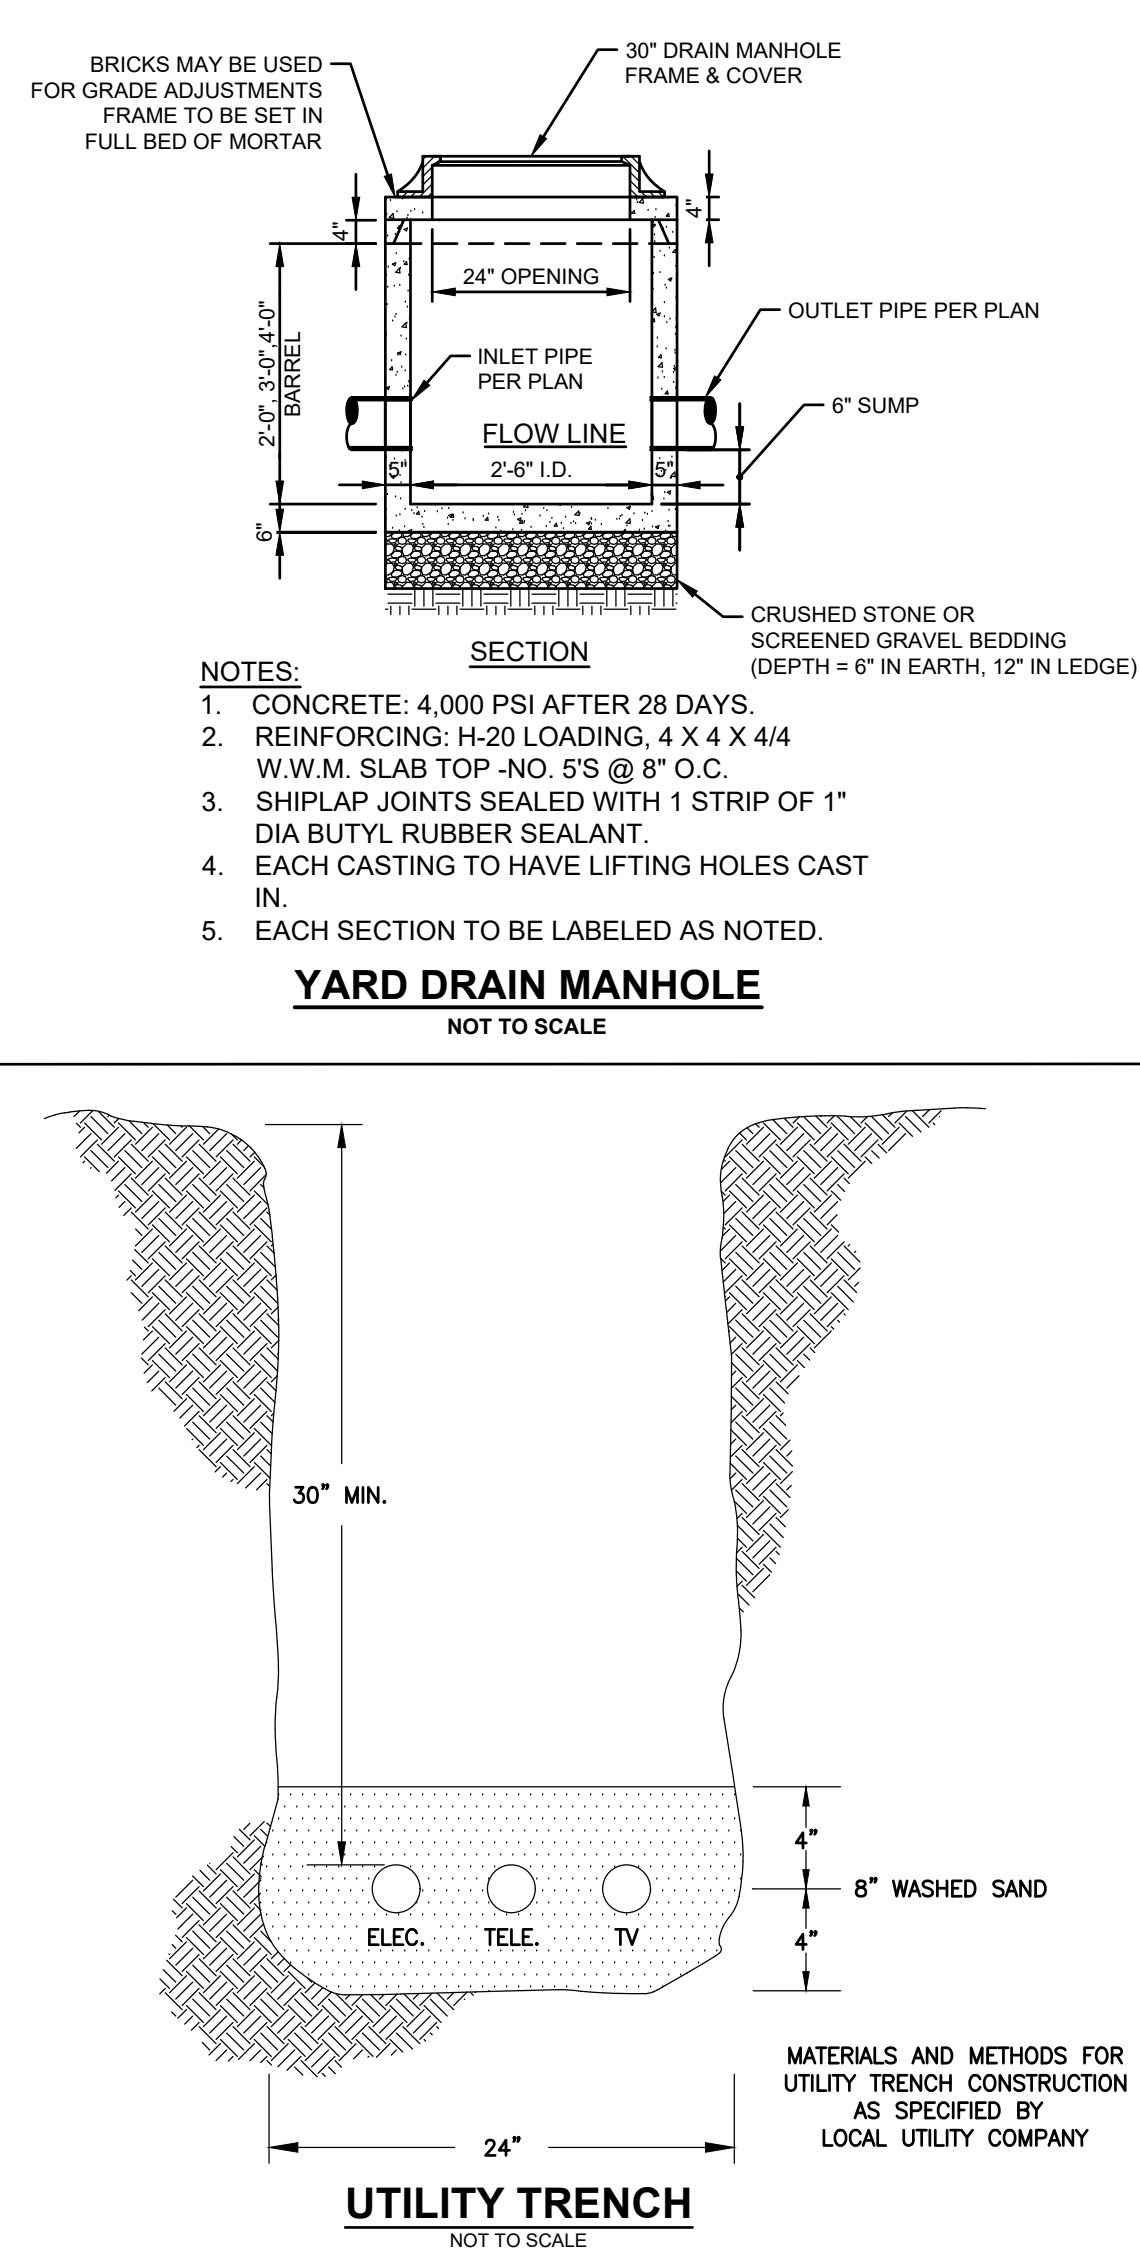 BRICKS MAY BE USED
FOR GRADE ADJUSTMENTS
FRAME TO BE SET IN
FULL BED OF MORTAR
30" DRAIN MANHOLE
FRAME & COVER
4"
4"
24" OPENING
2'-0", 3'-0",4'-0"
BARREL
INLET PIPE
PER PLAN
OUTLET PIPE PER PLAN
6" SUMP
FLOW LINE
5"
2'-6" I.D.
5"
6"
CRUSHED STONE OR
SCREENED GRAVEL BEDDING
(DEPTH = 6" IN EARTH, 12" IN LEDGE)
SECTION
NOTES:
1. CONCRETE: 4,000 PSI AFTER 28 DAYS.
2. REINFORCING: H-20 LOADING, 4 X 4 X 4/4
W.W.M. SLAB TOP -NO. 5'S @ 8" O.C.
3. SHIPLAP JOINTS SEALED WITH 1 STRIP OF 1"
DIA BUTYL RUBBER SEALANT.
4. EACH CASTING TO HAVE LIFTING HOLES CAST
IN.
5. EACH SECTION TO BE LABELED AS NOTED.
YARD DRAIN MANHOLE
NOT TO SCALE
30" MIN.
4"
8" WASHED SAND
4"
ELEC.
TELE.
TV
MATERIALS AND METHODS FOR
UTILITY TRENCH CONSTRUCTION
AS SPECIFIED BY
LOCAL UTILITY COMPANY
24"
UTILITY TRENCH
NOT TO SCALE